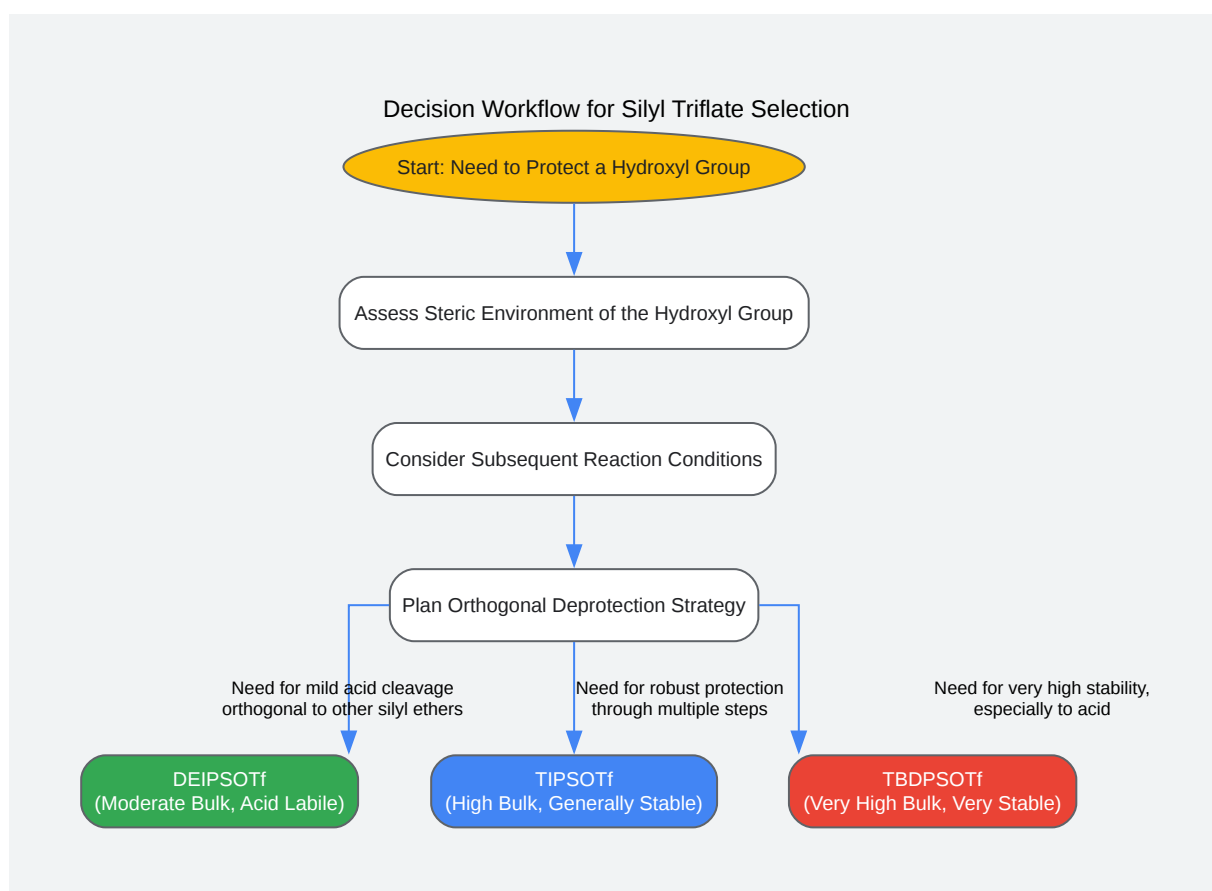 Decision Workflow for Silyl Triflate Selection
Start: Need to Protect a Hydroxyl Group
Assess Steric Environment of the Hydroxyl Group
Consider Subsequent Reaction Conditions
Plan Orthogonal Deprotection Strategy
Need for mild acid cleavage
orthogonal to other silyl ethers
Need for robust protection
through multiple steps
Need for very high stability,
especially to acid
DEIPSOTf
(Moderate Bulk, Acid Labile)
TIPSOTf
(High Bulk, Generally Stable)
TBDPSOTf
(Very High Bulk, Very Stable)